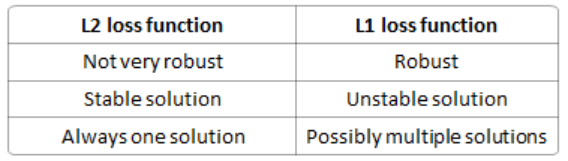 L2 loss function L1 loss function
Not very robust Robust
Stable solution Unstable solution
Always one solution Possibly multiple solutions